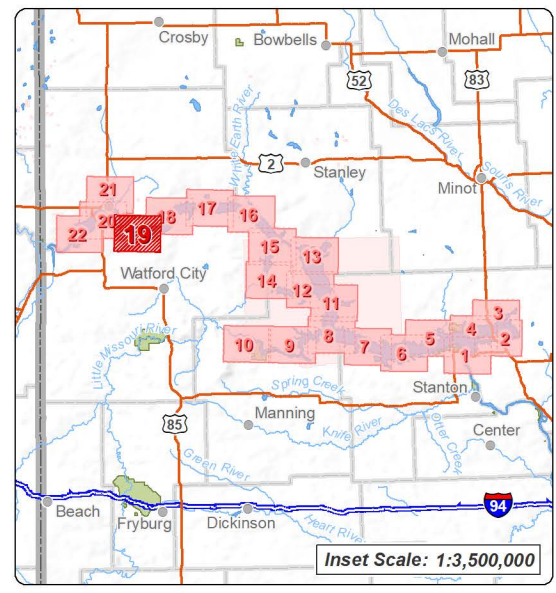 Crosby
Bowbells
Mohall
52
83
Des Lacs River
White Earth River
2
Stanley
Souris River
Minot
21
20
22
19
18
17
16
15
13
14
12
11
Watford City
Little Missouri River
10
9
8
7
6
5
4
3
2
1
Spring Creek
Stanton
Manning
Knife River
Otter Creek
Center
85
Green River
94
Beach
Fryburg
Dickinson
Heart River
Inset Scale: 1:3,500,000